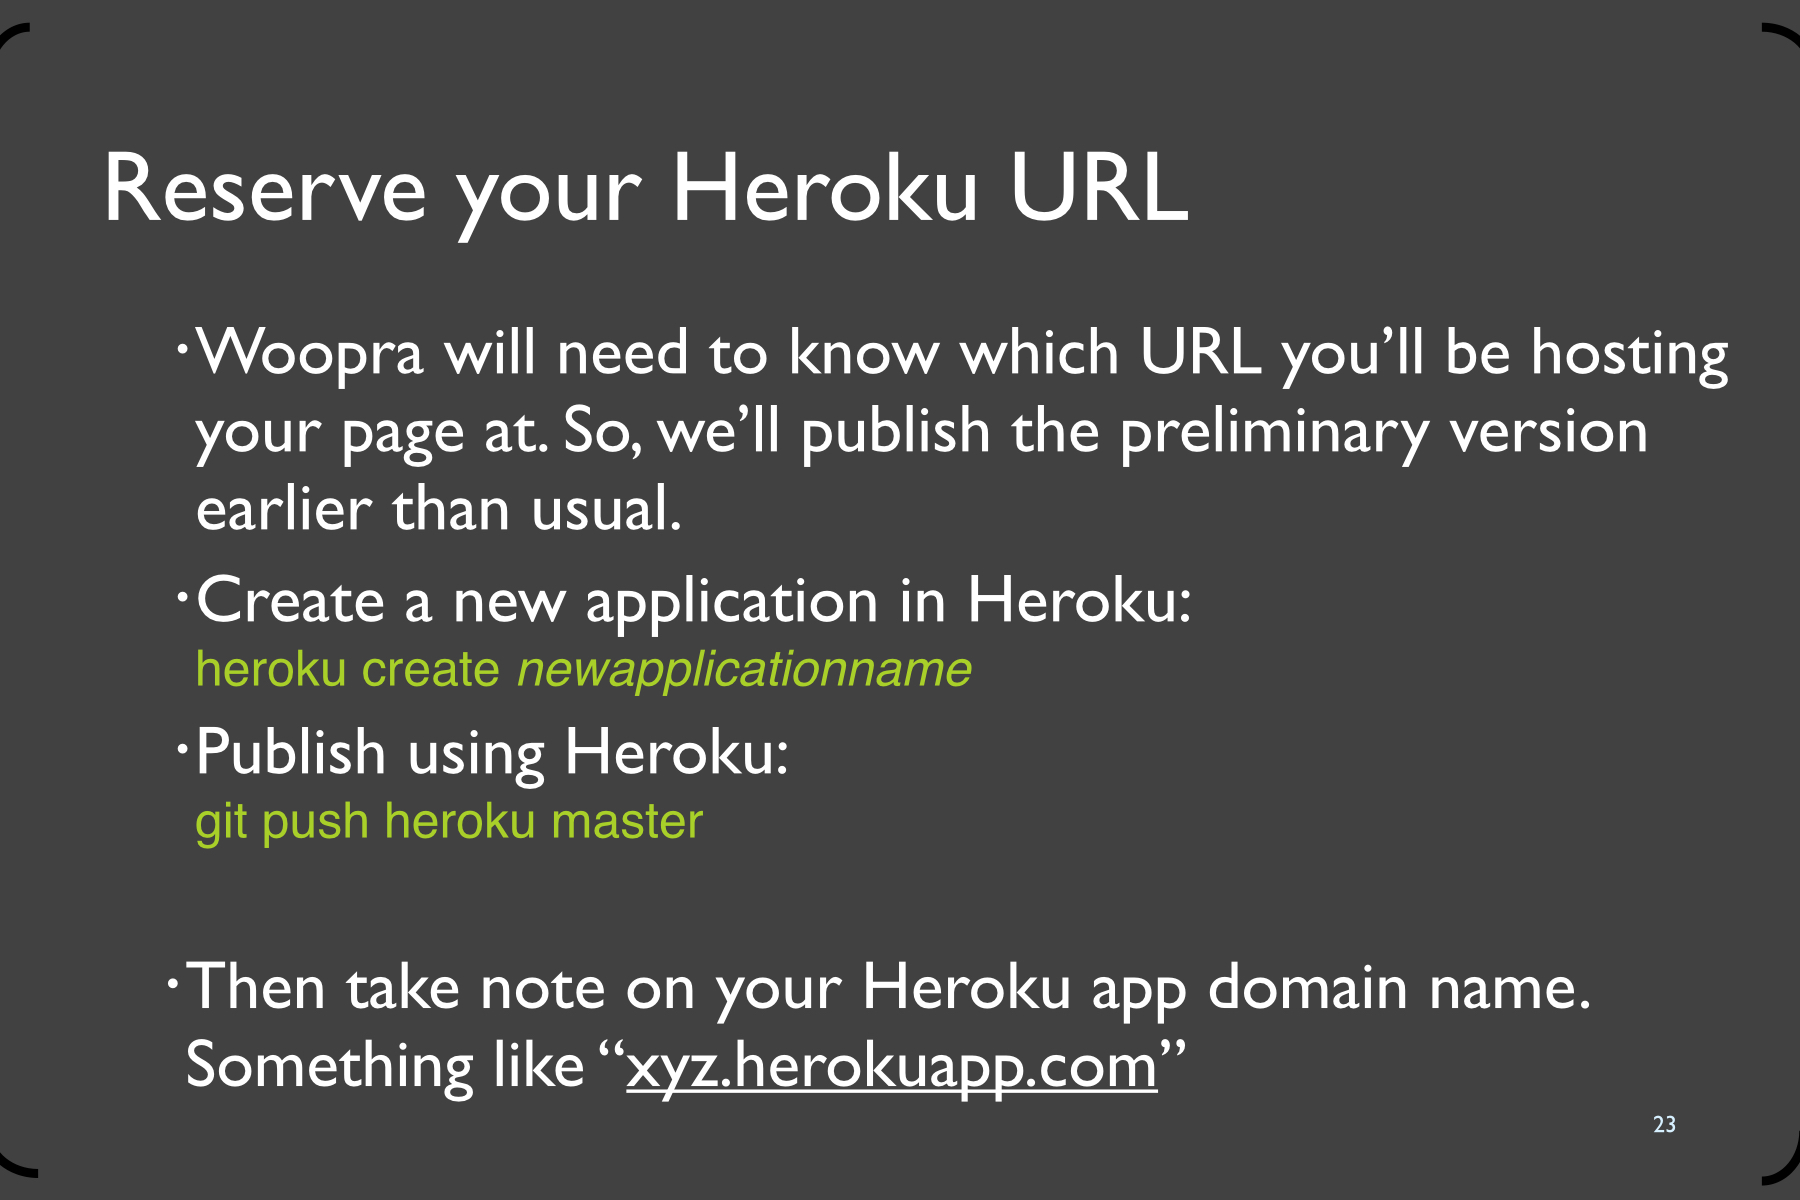 Reserve your Heroku URL
•Woopra will need to know which URL you’ll be hosting
your page at. So, we’ll publish the preliminary version
earlier than usual.
•Create a new application in Heroku:
heroku create newapplicationname
•Publish using Heroku:
git push heroku master
•Then take note on your Heroku app domain name.
Something like “xyz.herokuapp.com”
23